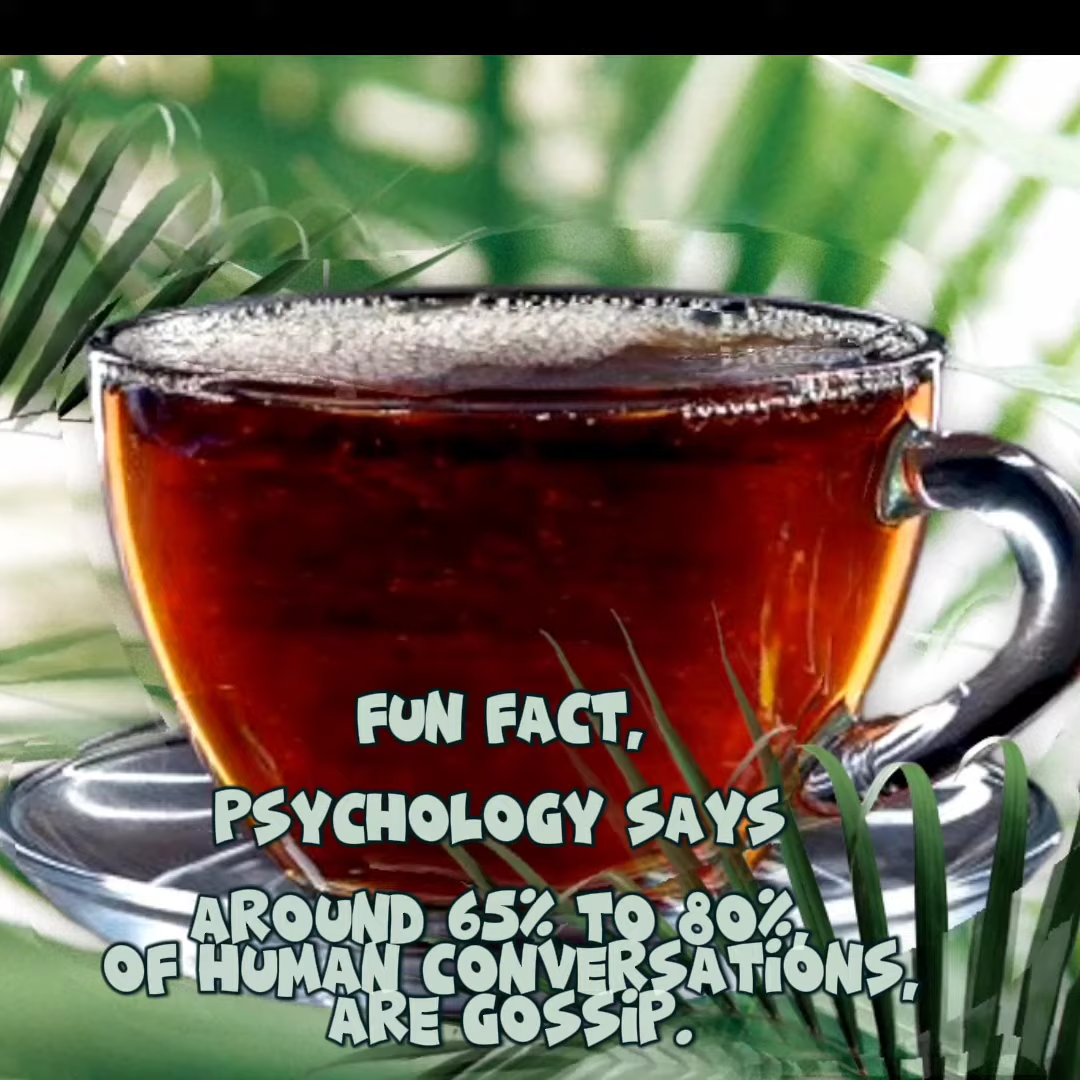 FUN FACT,
PSYCHOLOGY SAYS
AROUND 65% TO 80%,
OF HUMAN CONVERSATIONS,
ARE GOSSIP.